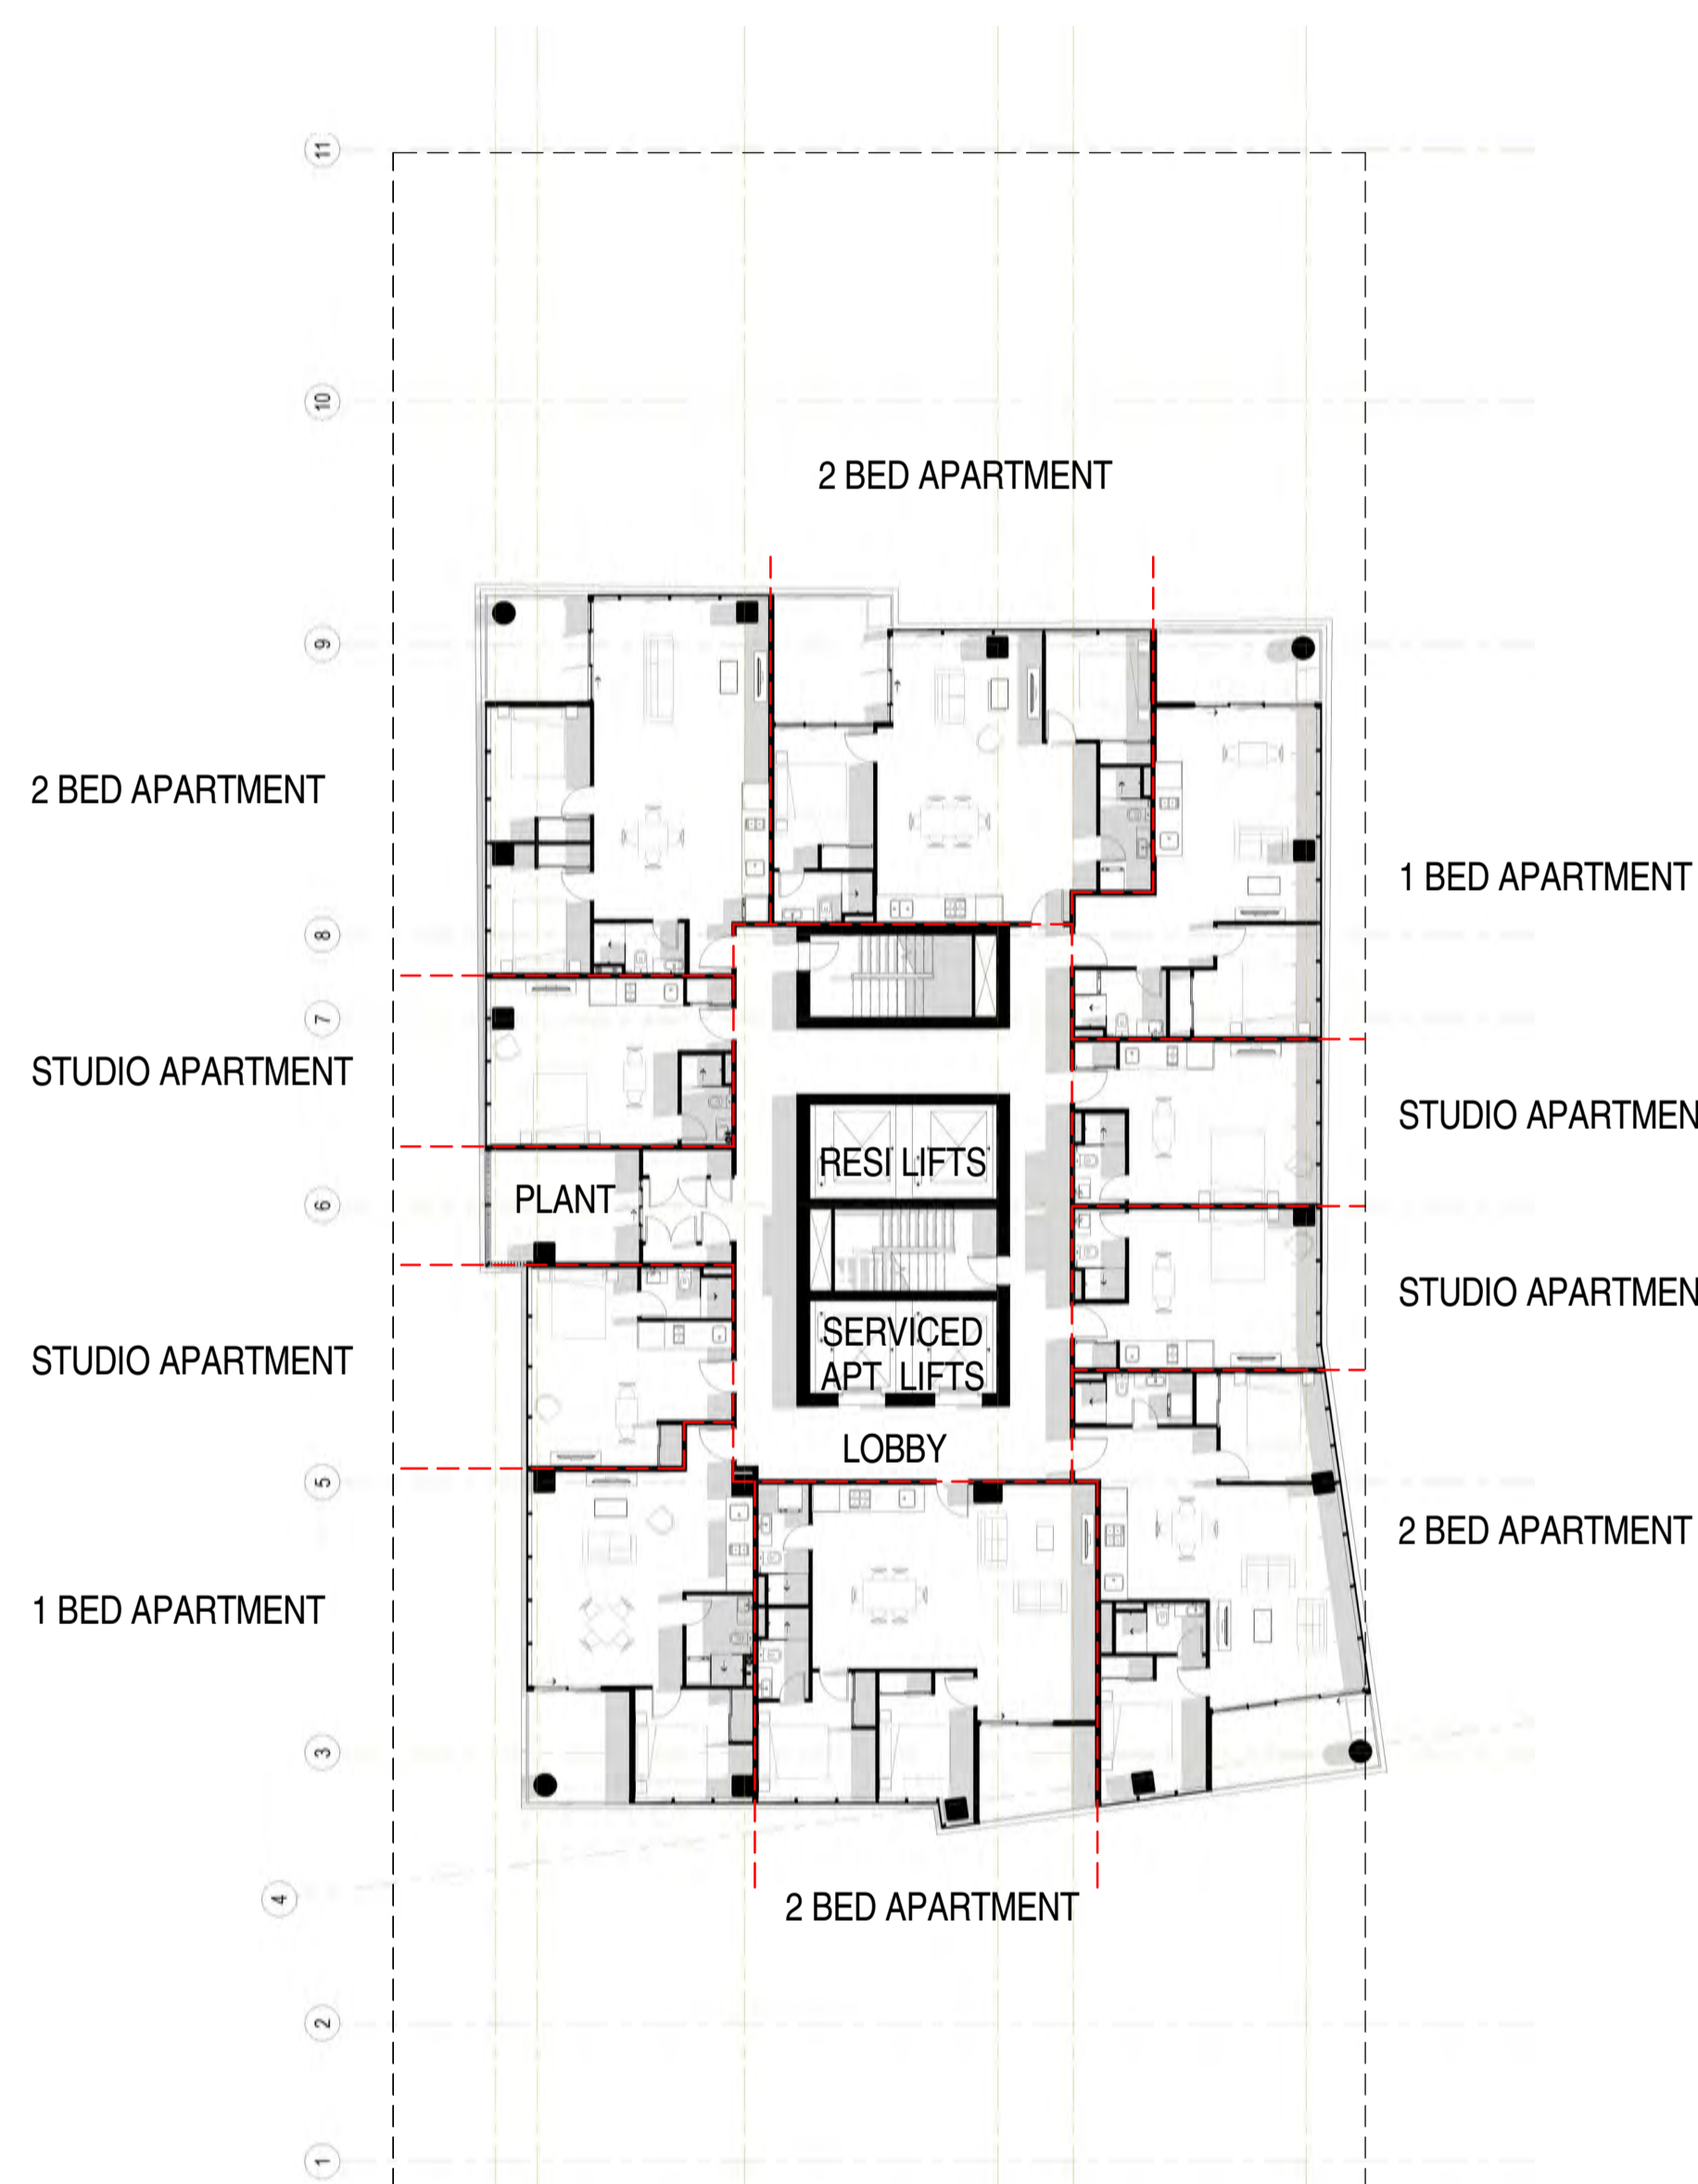 11
10
2 BED APARTMENT
9
2 BED APARTMENT
1 BED APARTMENT
8
7
STUDIO APARTMENT
STUDIO APARTMEN
RESI LIFTS
PLANT
6
STUDIO APARTMEN
SERVICED
APT. LIFTS
STUDIO APARTMENT
LOBBY
5
2 BED APARTMENT
1 BED APARTMENT
3
4
2 BED APARTMENT
2
1